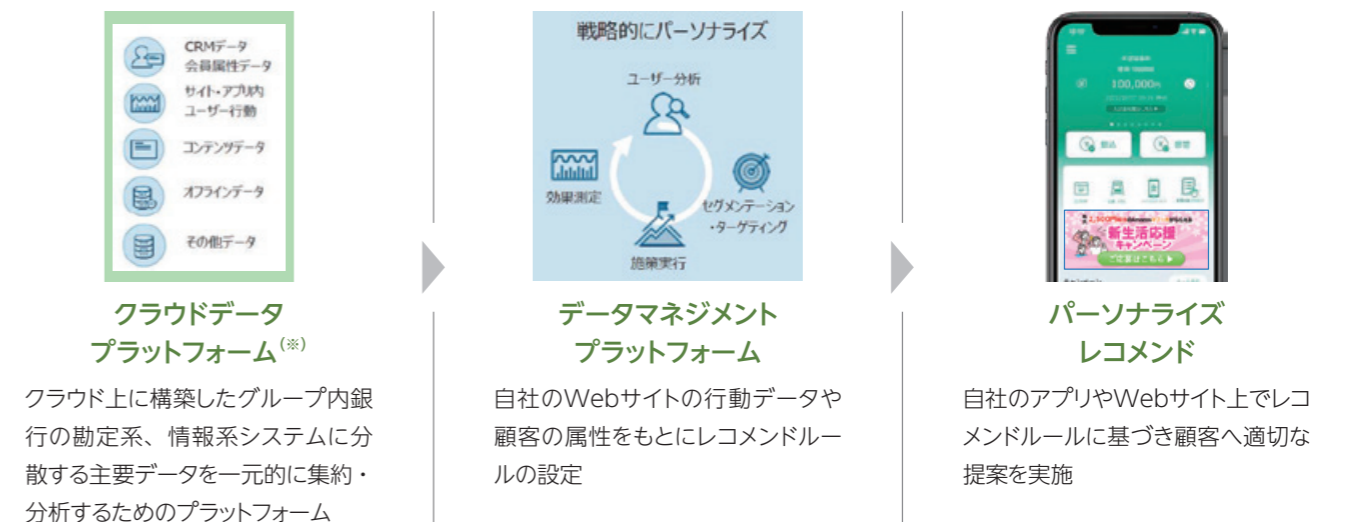 CRMデータ
会員属性データ
サイト・アプリ内
ユーザー行動
コンテンツデータ
オフラインデータ
その他データ
クラウドデータ
プラットフォーム(※)
クラウド上に構築したグループ内銀
行の勘定系、情報系システムに分
散する主要データを一元的に集約・
分析するためのプラットフォーム
戦略的にパーソナライズ
ユーザー分析
効果測定
セグメンテーション
・ターゲティング
施策実行
データマネジメント
プラットフォーム
自社のWebサイトの行動データや
顧客の属性をもとにレコメンドルー
ルの設定
100,000円
振込
新生活応援
キャンペーン
ご応募はこちら▶
パーソナライズ
レコメンド
自社のアプリやWebサイト上でレコ
メンドルールに基づき顧客へ適切な
提案を実施